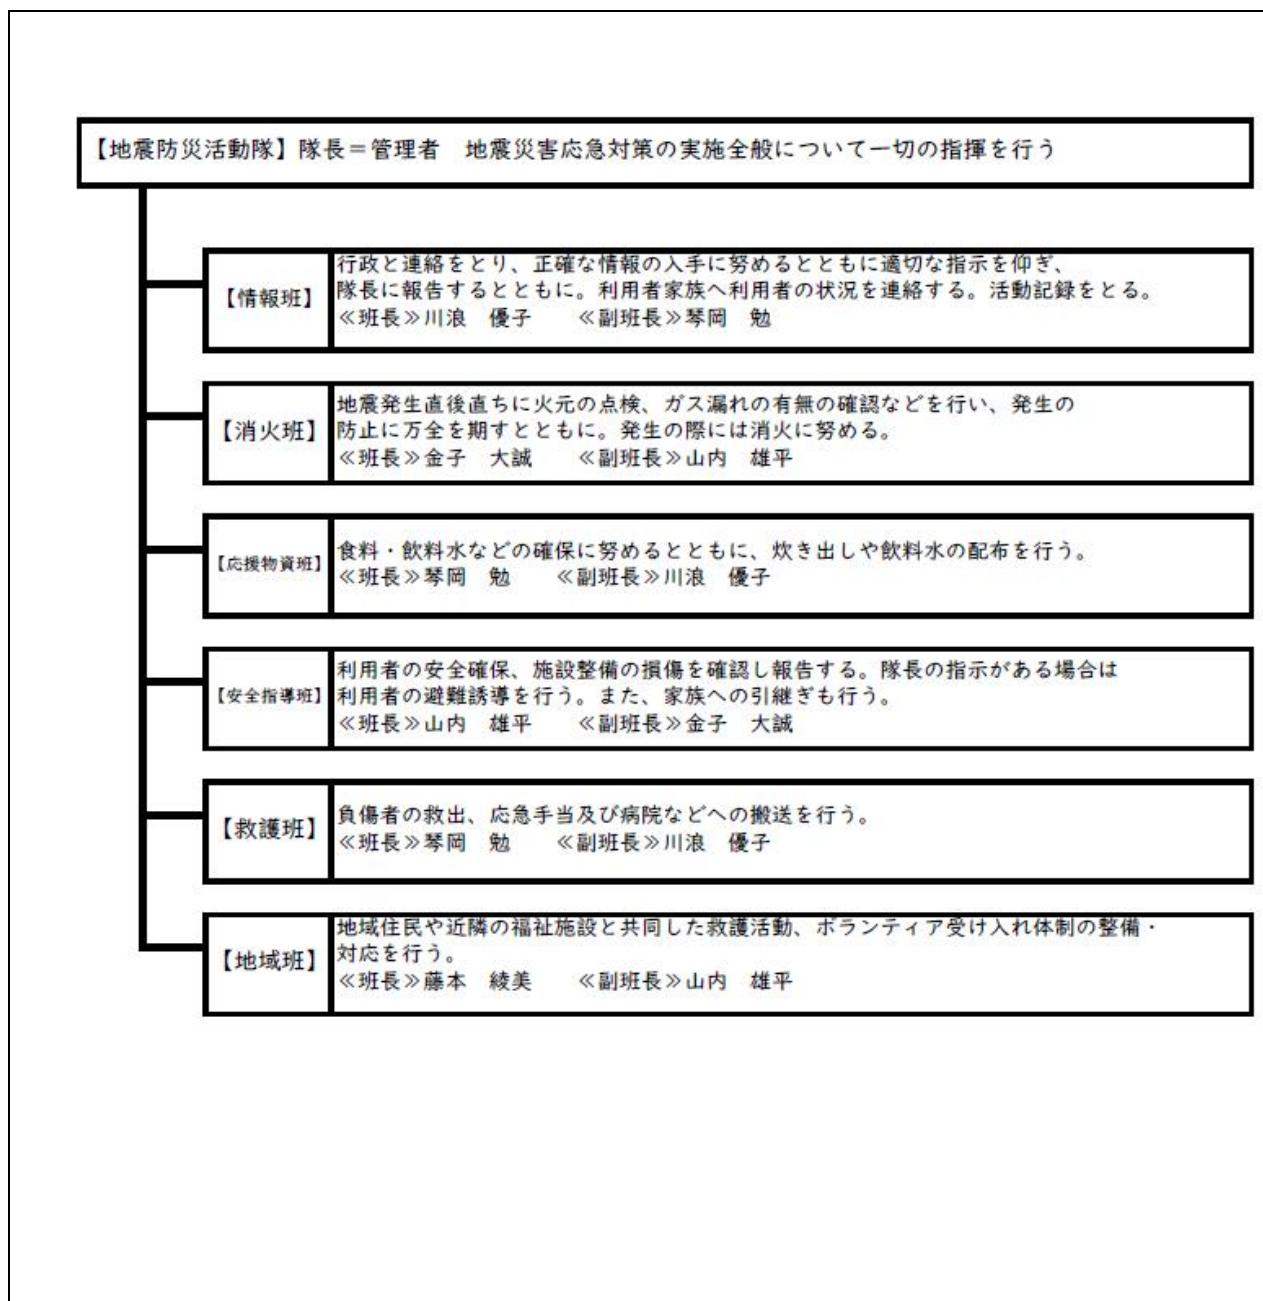 【地震防災活動隊】隊長＝管理者　地震災害応急対策の実施全般について一切の指揮を行う
【情報班】
行政と連絡をとり、正確な情報の入手に努めるとともに適切な指示を仰ぎ、
隊長に報告するとともに。利用者家族へ利用者の状況を連絡する。活動記録をとる。
≪班長≫川浪　優子　　≪副班長≫琴岡　勉
【消火班】
地震発生直後直ちに火元の点検、ガス漏れの有無の確認などを行い、発生の
防止に万全を期すとともに。発生の際には消火に努める。
≪班長≫金子　大誠　　≪副班長≫山内　雄平
【応援物資班】
食料・飲料水などの確保に努めるとともに、炊き出しや飲料水の配布を行う。
≪班長≫琴岡　勉　　≪副班長≫川浪　優子
【安全指導班】
利用者の安全確保、施設整備の損傷を確認し報告する。隊長の指示がある場合は
利用者の避難誘導を行う。また、家族への引継ぎも行う。
≪班長≫山内　雄平　　≪副班長≫金子　大誠
【救護班】
負傷者の救出、応急手当及び病院などへの搬送を行う。
≪班長≫琴岡　勉　　≪副班長≫川浪　優子
【地域班】
地域住民や近隣の福祉施設と共同した救護活動、ボランティア受け入れ体制の整備・
対応を行う。
≪班長≫藤本　綾美　　≪副班長≫山内　雄平